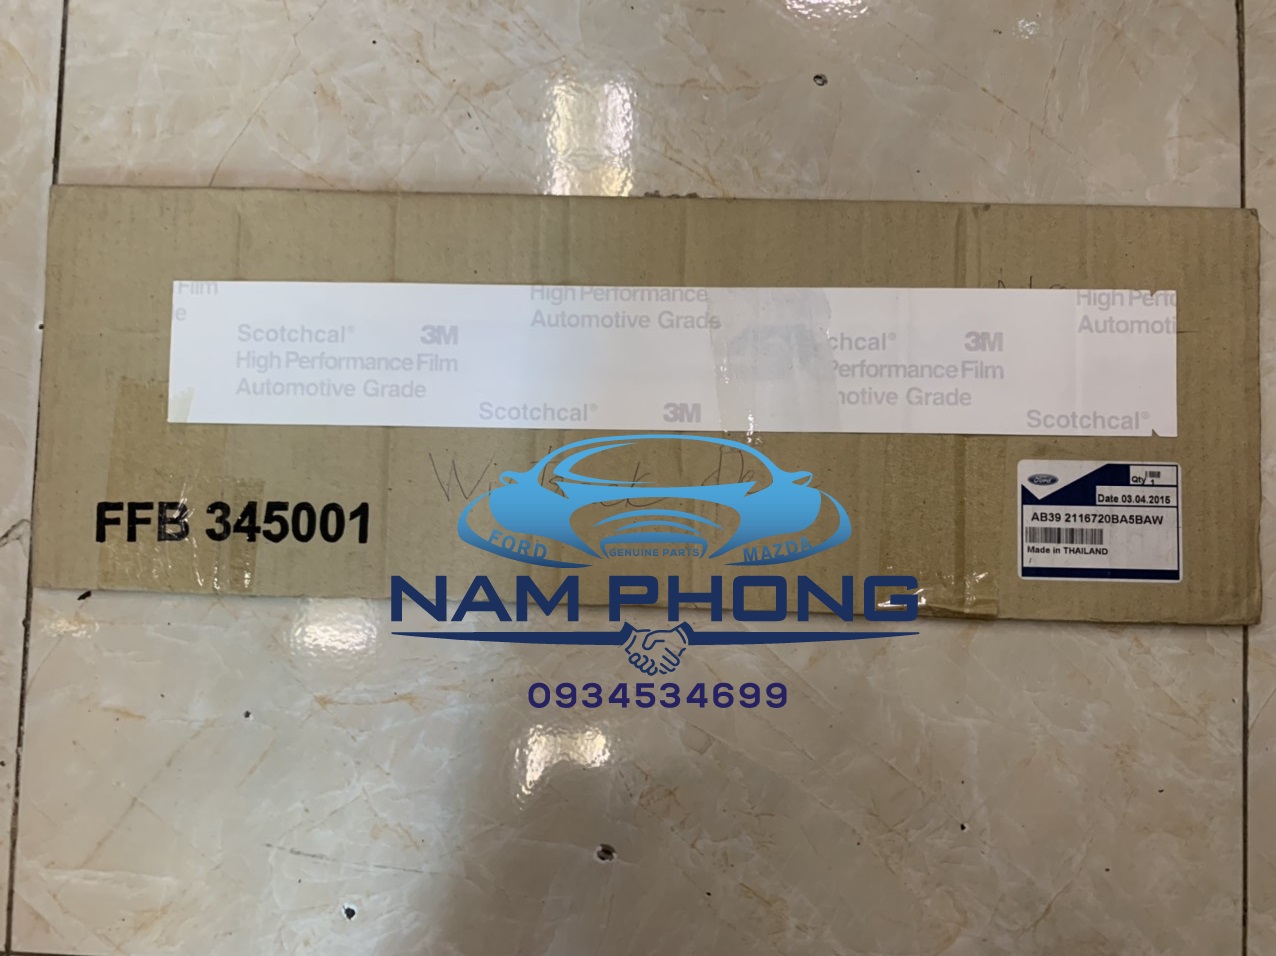 Film
e
High Performance
Automotive Grade
High Perfo
Automoti
Scotchcal® 3M
High Performance Film
Automotive Grade
chcal® 3M
Performance Film
motive Grade
Scotchcal® 3M
Scotchcal®
FFB 345001
Ford
Qty 1
Date 03.04.2015
AB39 2116720BA5BAW
Made in THAILAND
FORD GENUINE PARTS MAZDA
NAM PHONG
0934534699